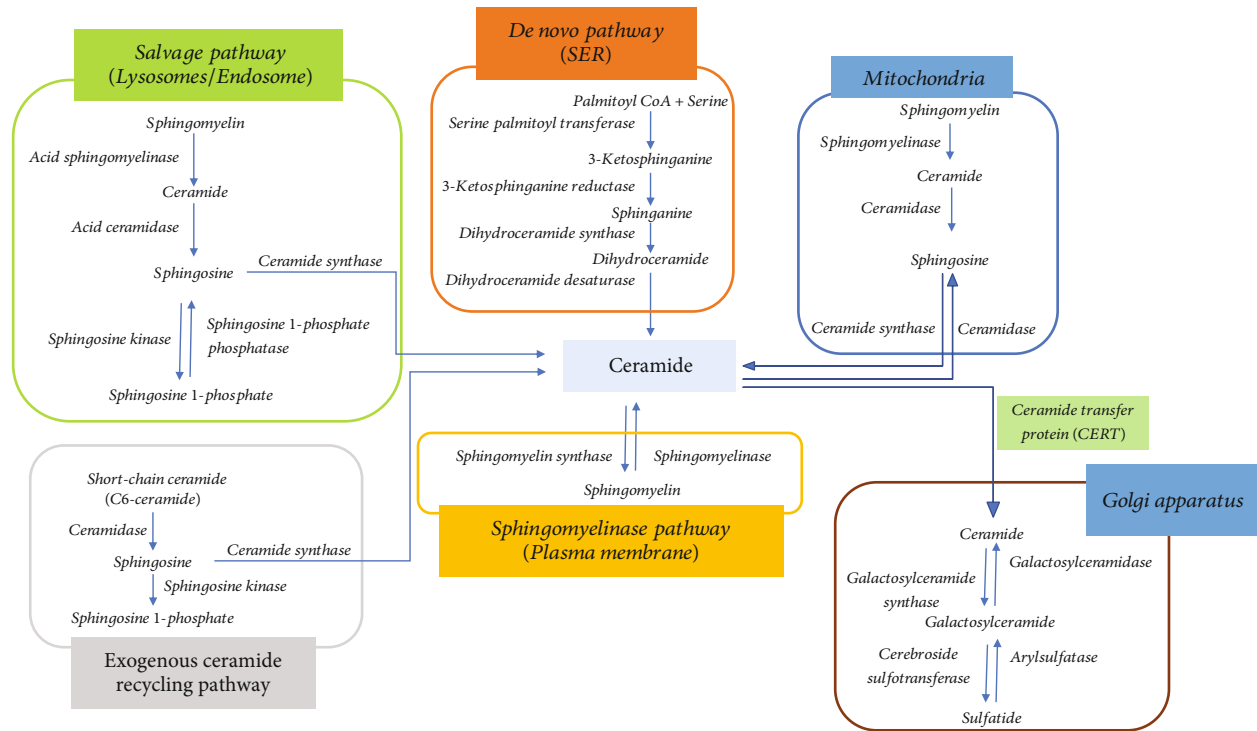 Salvage pathway
(Lysosomes/Endosome)
Sphingomyelin
Acid sphingomyelinase
Ceramide
Acid ceramidase
Sphingosine
Ceramide synthase
Sphingosine kinase
Sphingosine 1-phosphate
phosphatase
Sphingosine 1-phosphate
De novo pathway
(SER)
Palmitoyl CoA + Serine
Serine palmitoyl transferase
3-Ketosphinganine
3-Ketosphinganine reductase
Sphinganine
Dihydroceramide synthase
Dihydroceramide
Dihydroceramide desaturase
Ceramide
Mitochondria
Sphingomyelin
Sphingomyelinase
Ceramide
Ceramidase
Sphingosine
Ceramide synthase
Ceramidase
Short-chain ceramide
(C6-ceramide)
Ceramidase
Sphingosine
Ceramide synthase
Sphingosine kinase
Sphingosine 1-phosphate
Exogenous ceramide
recycling pathway
Sphingomyelin synthase
Sphingomyelinase
Sphingomyelin
Sphingomyelinase pathway
(Plasma membrane)
Ceramide transfer
protein (CERT)
Golgi apparatus
Ceramide
Galactosylceramide
synthase
Galactosylceramidase
Galactosylceramide
Cerebroside
sulfotransferase
Arylsulfatase
Sulfatide